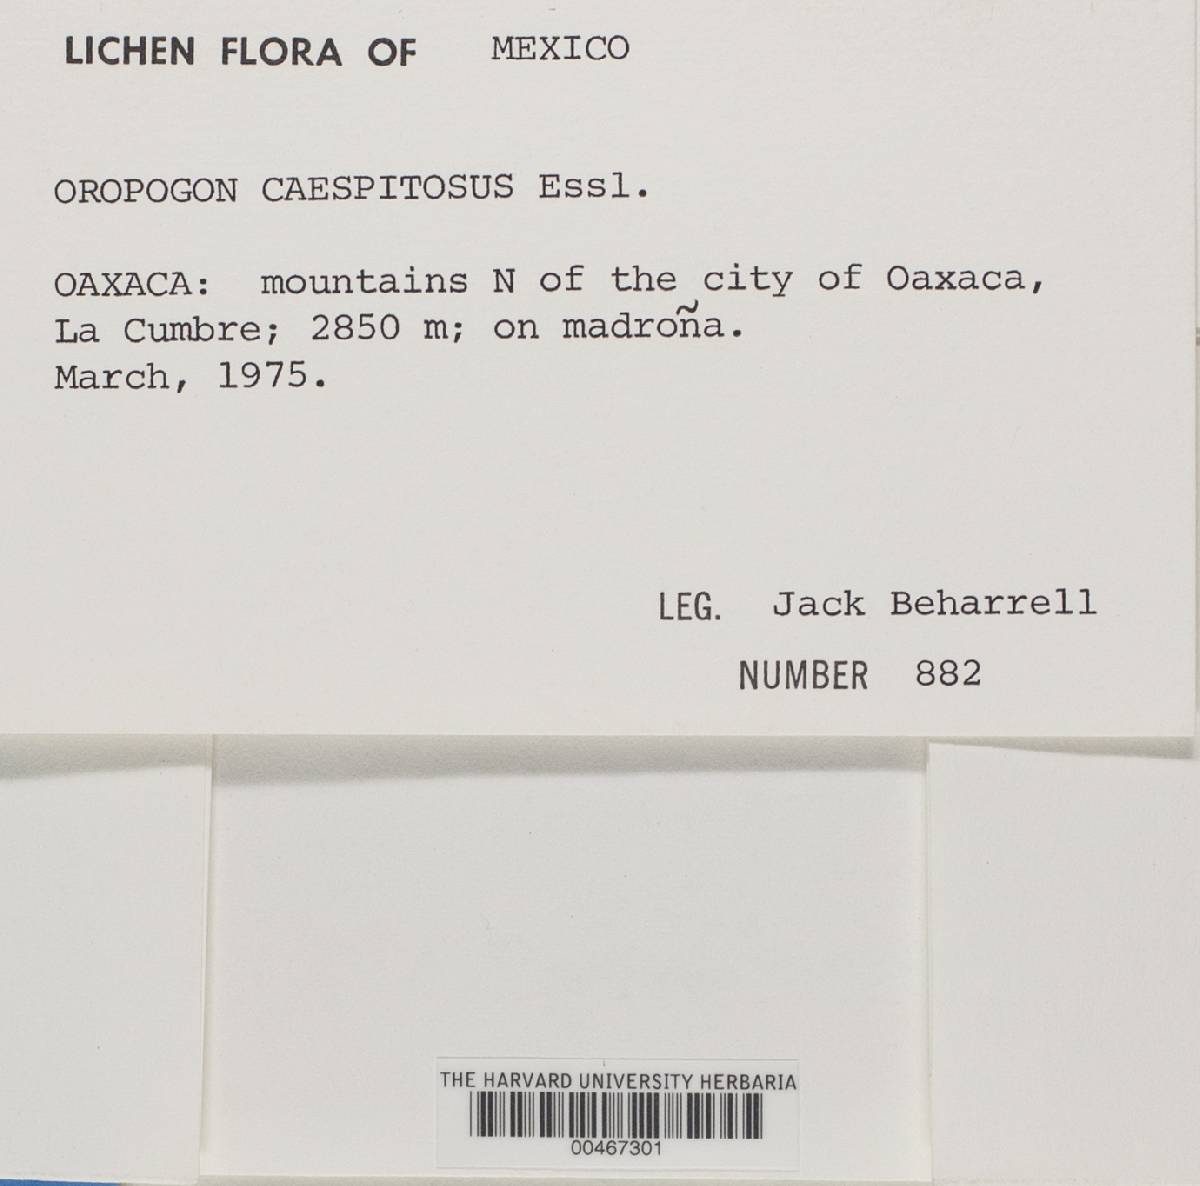 LICHEN FLORA OF MEXICO
OROPOGON CAESPITOSUS Essl.
OAXACA: mountains N of the city of Oaxaca,
La Cumbre; 2850 m; on madroña.
March, 1975.
LEG. Jack Beharrell
NUMBER 882
THE HARVARD UNIVERSITY HERBARIA
00467301